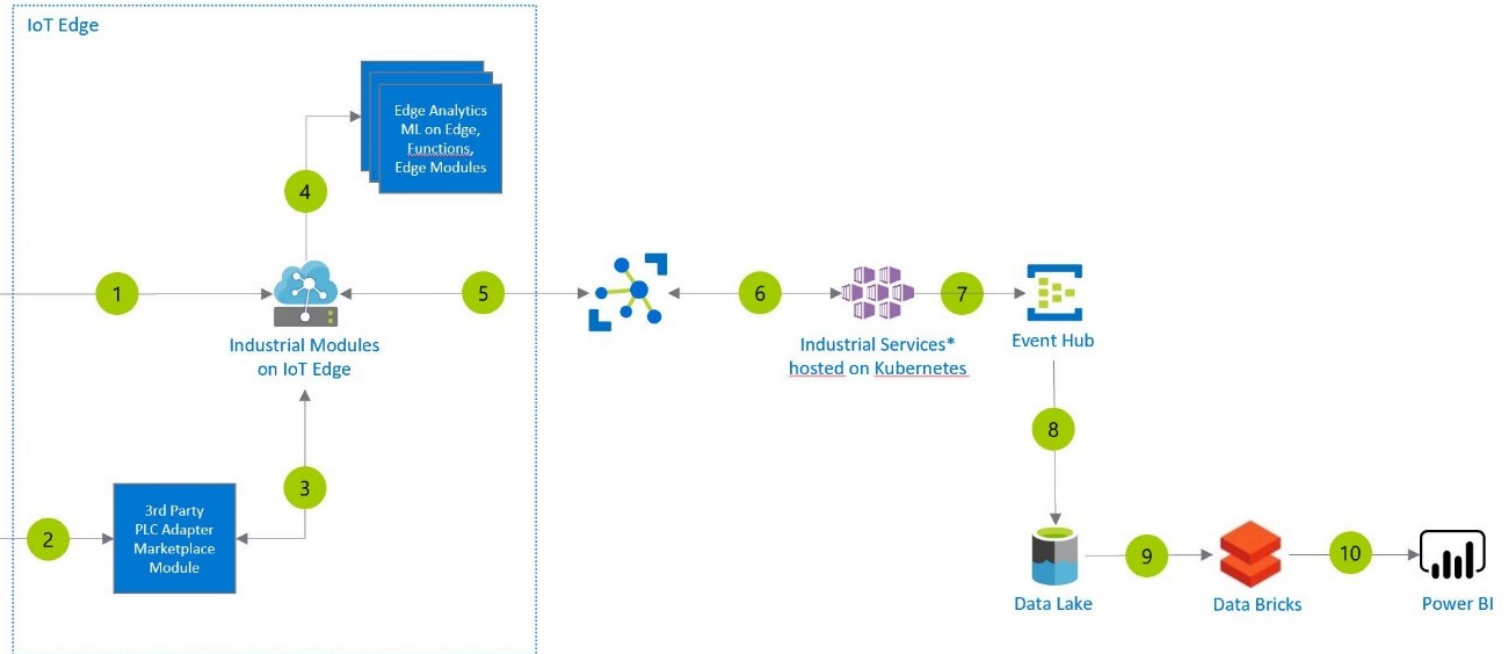 IoT Edge
Edge Analytics
ML on Edge,
Functions,
Edge Modules
4
1
Industrial Modules
on IoT Edge
5
6
Industrial Services*
hosted on Kubernetes
7
Event Hub
8
3
2
3rd Party
PLC Adapter
Marketplace
Module
Data Lake
9
Data Bricks
10
Power BI